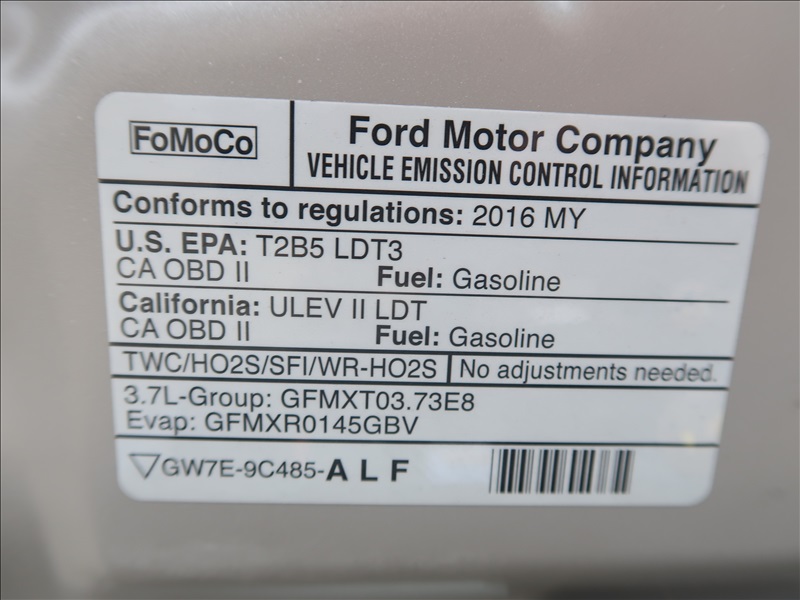 FoMoCo
Ford Motor Company
VEHICLE EMISSION CONTROL INFORMATION
Conforms to regulations: 2016 MY
U.S. EPA: T2B5 LDT3
CA OBD II Fuel: Gasoline
California: ULEV II LDT
CA OBD II Fuel: Gasoline
TWC/HO2S/SFI/WR-HO2S No adjustments needed.
3.7L-Group: GFMXT03.73E8
Evap: GFMXR0145GBV
GW7E-9C485-A L F